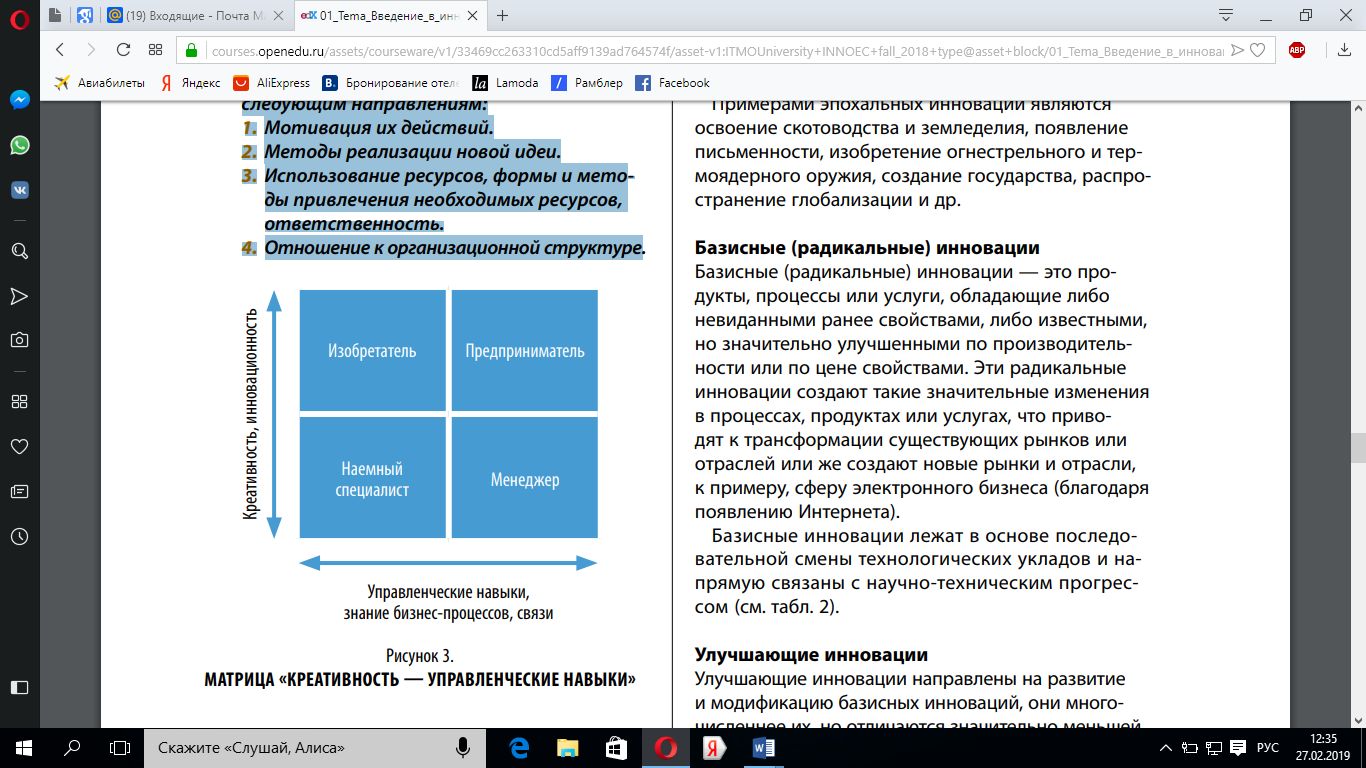 (19) Входящие - Почта М
01_Tema_Введение_в_инн
courses.openedu.ru/assets/courseware/v1/33469cc263310cd5aff9139ad764574f/asset-v1:ITMOUniversity+INNOEC+fall_2018+type@asset+block/01_Tema_Введение_в_иннова
ABP
Авиабилеты
Яндекс
AliExpress
Бронирование оте
Lamoda
Рамблер
Facebook
следующим направлениям:
1. Мотивация их действий.
2. Методы реализации новой идеи.
3. Использование ресурсов, формы и мето-
ды привлечения необходимых ресурсов,
ответственность.
4. Отношение к организационной структуре.
Креативность, инновационность
Изобретатель
Предприниматель
Наемный
специалист
Менеджер
Управленческие навыки,
знание бизнес-процессов, связи
Рисунок 3.
МАТРИЦА «КРЕАТИВНОСТЬ — УПРАВЛЕНЧЕСКИЕ НАВЫКИ»
Примерами эпохальных инноваций являются
освоение скотоводства и земледелия, появление
письменности, изобретение огнестрельного и тер-
моядерного оружия, создание государства, распро-
странение глобализации и др.
Базисные (радикальные) инновации
Базисные (радикальные) инновации — это про-
дукты, процессы или услуги, обладающие либо
невиданными ранее свойствами, либо известными,
но значительно улучшенными по производитель-
ности или по цене свойствами. Эти радикальные
инновации создают такие значительные изменения
в процессах, продуктах или услугах, что приво-
дят к трансформации существующих рынков или
отраслей или же создают новые рынки и отрасли,
к примеру, сферу электронного бизнеса (благодаря
появлению Интернета).
Базисные инновации лежат в основе последо-
вательной смены технологических укладов и на-
прямую связаны с научно-техническим прогрес-
сом (см. табл. 2).
Улучшающие инновации
Улучшающие инновации направлены на развитие
и модификацию базисных инноваций, они много-
численнее их, но отличаются значительно меньшей
Скажите «Слушай, Алиса»
РУС
12:35
27.02.2019